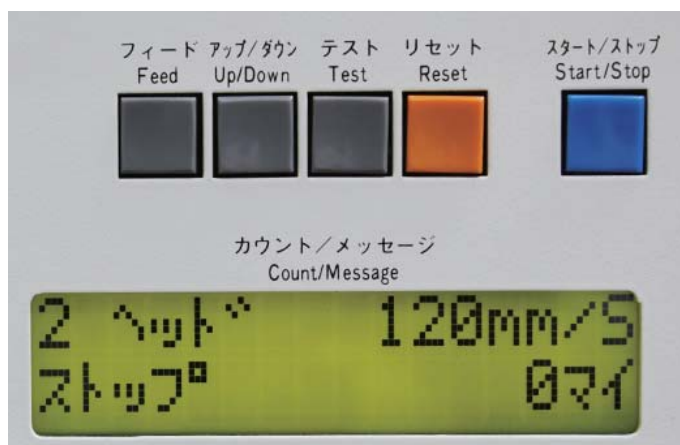 フィード アップ/ダウン テスト リセット スタート/ストップ
Feed Up/Down Test Reset Start/Stop
カウント/メッセージ
Count/Message
2 ヘッド 120mm/S
ストップ 0マイ